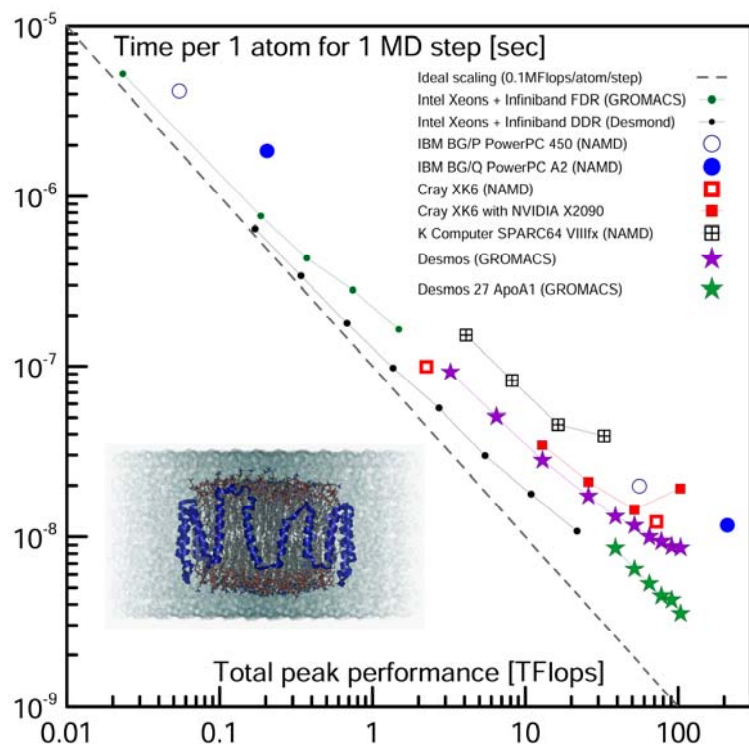 Time per 1 atom for 1 MD step [sec]
Ideal scaling (0.1MFlops/atom/step)
Intel Xeons + Infiniband FDR (GROMACS)
Intel Xeons + Infiniband DDR (Desmond)
IBM BG/P PowerPC 450 (NAMD)
IBM BG/Q PowerPC A2 (NAMD)
Cray XK6 (NAMD)
Cray XK6 with NVIDIA X2090
K Computer SPARC64 VIIIfx (NAMD)
Desmos (GROMACS)
Desmos 27 ApoA1 (GROMACS)
10⁻⁵
10⁻⁶
10⁻⁷
10⁻⁸
10⁻⁹
Total peak performance [TFlops]
0.01 0.1 1 10 100